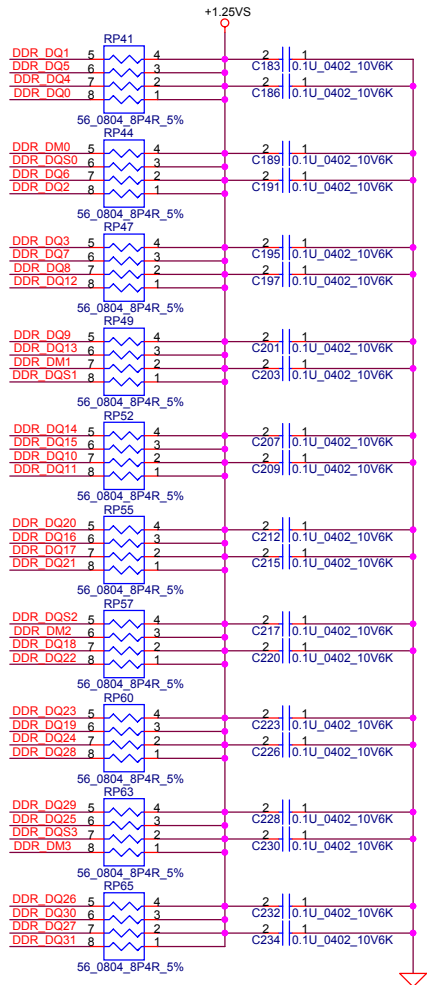 +1.25VS
RP41
DDR_DQ1 5 4 2 1
C183 0.1U_0402_10V6K
DDR_DQ5 6 3
DDR_DQ4 7 2 2 1
C186 0.1U_0402_10V6K
DDR_DQ0 8 1
56_0804_8P4R_5%
RP44
DDR_DM0 5 4 2 1
C189 0.1U_0402_10V6K
DDR_DQS0 6 3
DDR_DQ6 7 2 2 1
C191 0.1U_0402_10V6K
DDR_DQ2 8 1
56_0804_8P4R_5%
RP47
DDR_DQ3 5 4 2 1
C195 0.1U_0402_10V6K
DDR_DQ7 6 3
DDR_DQ8 7 2 2 1
C197 0.1U_0402_10V6K
DDR_DQ12 8 1
56_0804_8P4R_5%
RP49
DDR_DQ9 5 4 2 1
C201 0.1U_0402_10V6K
DDR_DQ13 6 3
DDR_DM1 7 2 2 1
C203 0.1U_0402_10V6K
DDR_DQS1 8 1
56_0804_8P4R_5%
RP52
DDR_DQ14 5 4 2 1
C207 0.1U_0402_10V6K
DDR_DQ15 6 3
DDR_DQ10 7 2 2 1
C209 0.1U_0402_10V6K
DDR_DQ11 8 1
56_0804_8P4R_5%
RP55
DDR_DQ20 5 4 2 1
C212 0.1U_0402_10V6K
DDR_DQ16 6 3
DDR_DQ17 7 2 2 1
C215 0.1U_0402_10V6K
DDR_DQ21 8 1
56_0804_8P4R_5%
RP57
DDR_DQS2 5 4 2 1
C217 0.1U_0402_10V6K
DDR_DM2 6 3
DDR_DQ18 7 2 2 1
C220 0.1U_0402_10V6K
DDR_DQ22 8 1
56_0804_8P4R_5%
RP60
DDR_DQ23 5 4 2 1
C223 0.1U_0402_10V6K
DDR_DQ19 6 3
DDR_DQ24 7 2 2 1
C226 0.1U_0402_10V6K
DDR_DQ28 8 1
56_0804_8P4R_5%
RP63
DDR_DQ29 5 4 2 1
C228 0.1U_0402_10V6K
DDR_DQ25 6 3
DDR_DQS3 7 2 2 1
C230 0.1U_0402_10V6K
DDR_DM3 8 1
56_0804_8P4R_5%
RP65
DDR_DQ26 5 4 2 1
C232 0.1U_0402_10V6K
DDR_DQ30 6 3
DDR_DQ27 7 2 2 1
C234 0.1U_0402_10V6K
DDR_DQ31 8 1
56_0804_8P4R_5%